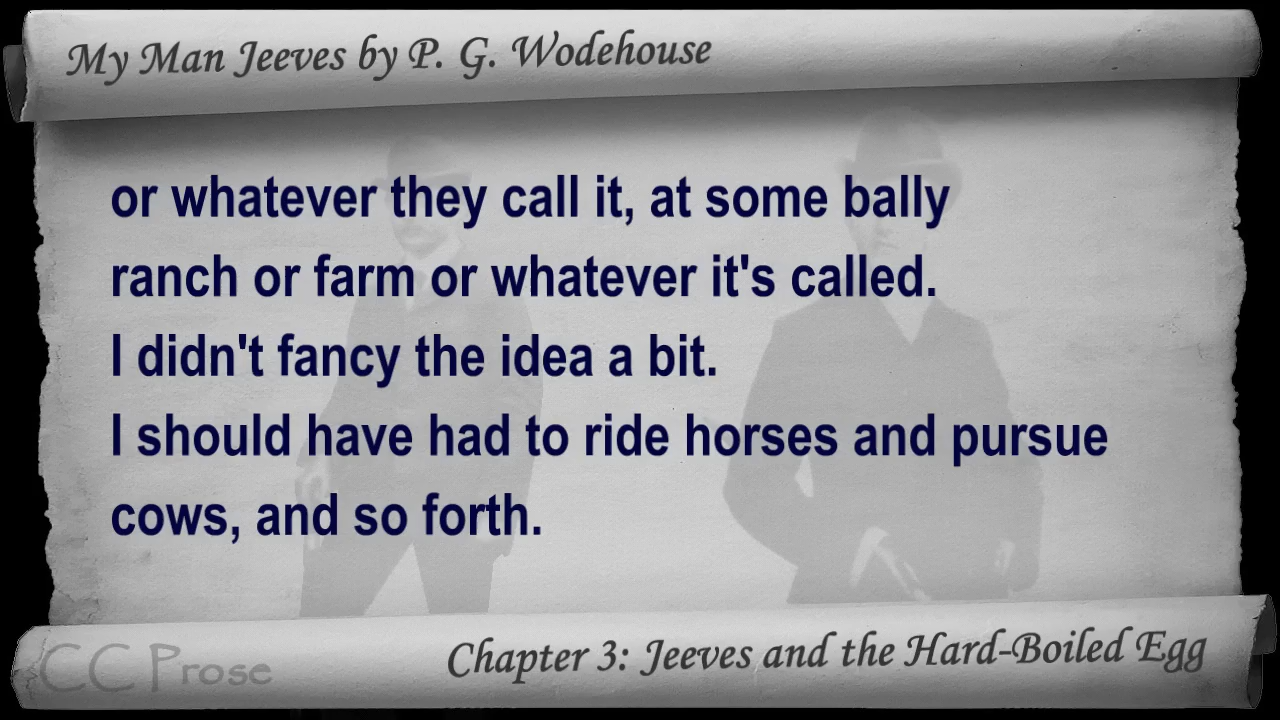 My Man Jeeves by P. G. Wodehouse
or whatever they call it, at some bally
ranch or farm or whatever it's called.
I didn't fancy the idea a bit.
I should have had to ride horses and pursue
cows, and so forth.
CC Prose
Chapter 3: Jeeves and the Hard-Boiled Egg